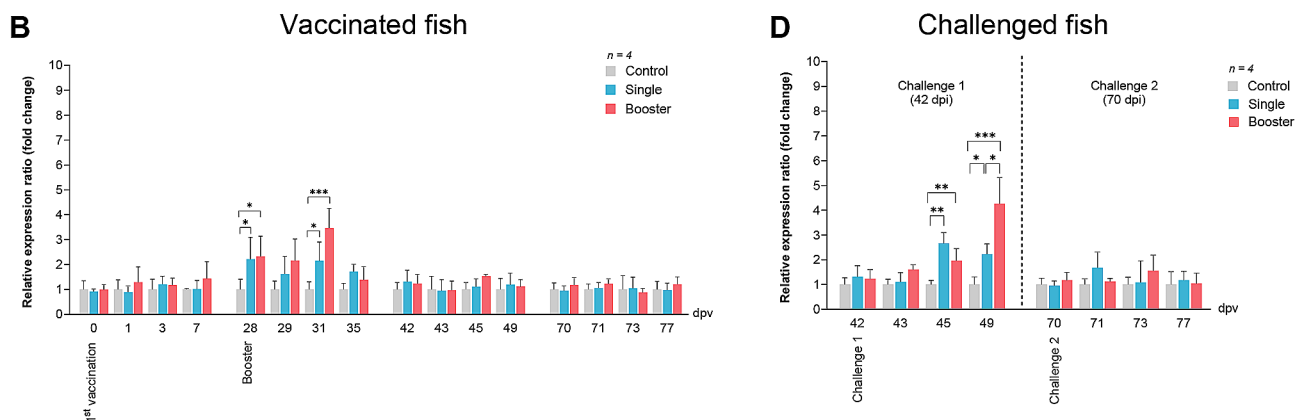 B
Vaccinated fish
n = 4
Control
Single
Booster
Relative expression ratio (fold change)
10
9
8
7
6
5
4
3
2
1
0
*
*
*
***
0 1 3 7 28 29 31 35 42 43 45 49 70 71 73 77
dpv
1st vaccination
Booster
D
Challenged fish
n = 4
Control
Single
Booster
Challenge 1
(42 dpi)
Challenge 2
(70 dpi)
Relative expression ratio (fold change)
10
9
8
7
6
5
4
3
2
1
0
**
**
***
* *
42 43 45 49 70 71 73 77
dpv
Challenge 1
Challenge 2